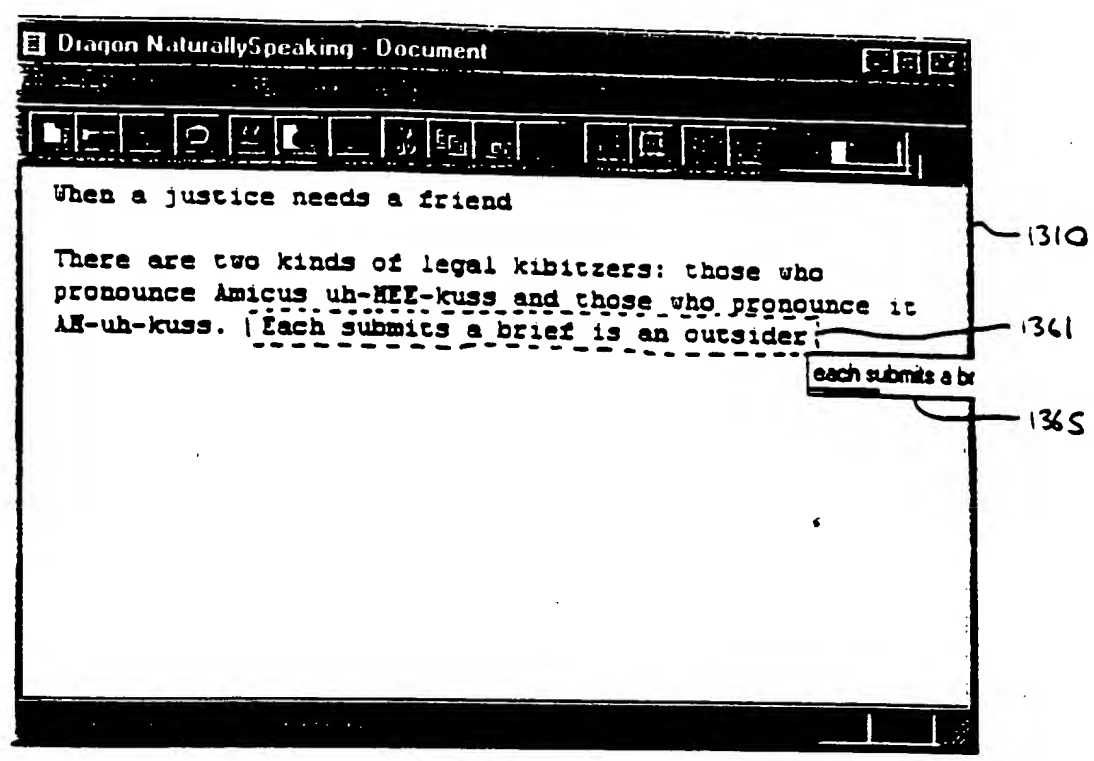 Dragon NaturallySpeaking - Document
When a justice needs a friend
There are two kinds of legal kibitzers: those who
pronounce Amicus uh-MEE-kuss and those who pronounce it
AM-uh-kuss. Each submits a brief is an outsider
each submits a br
1310
1361
1365